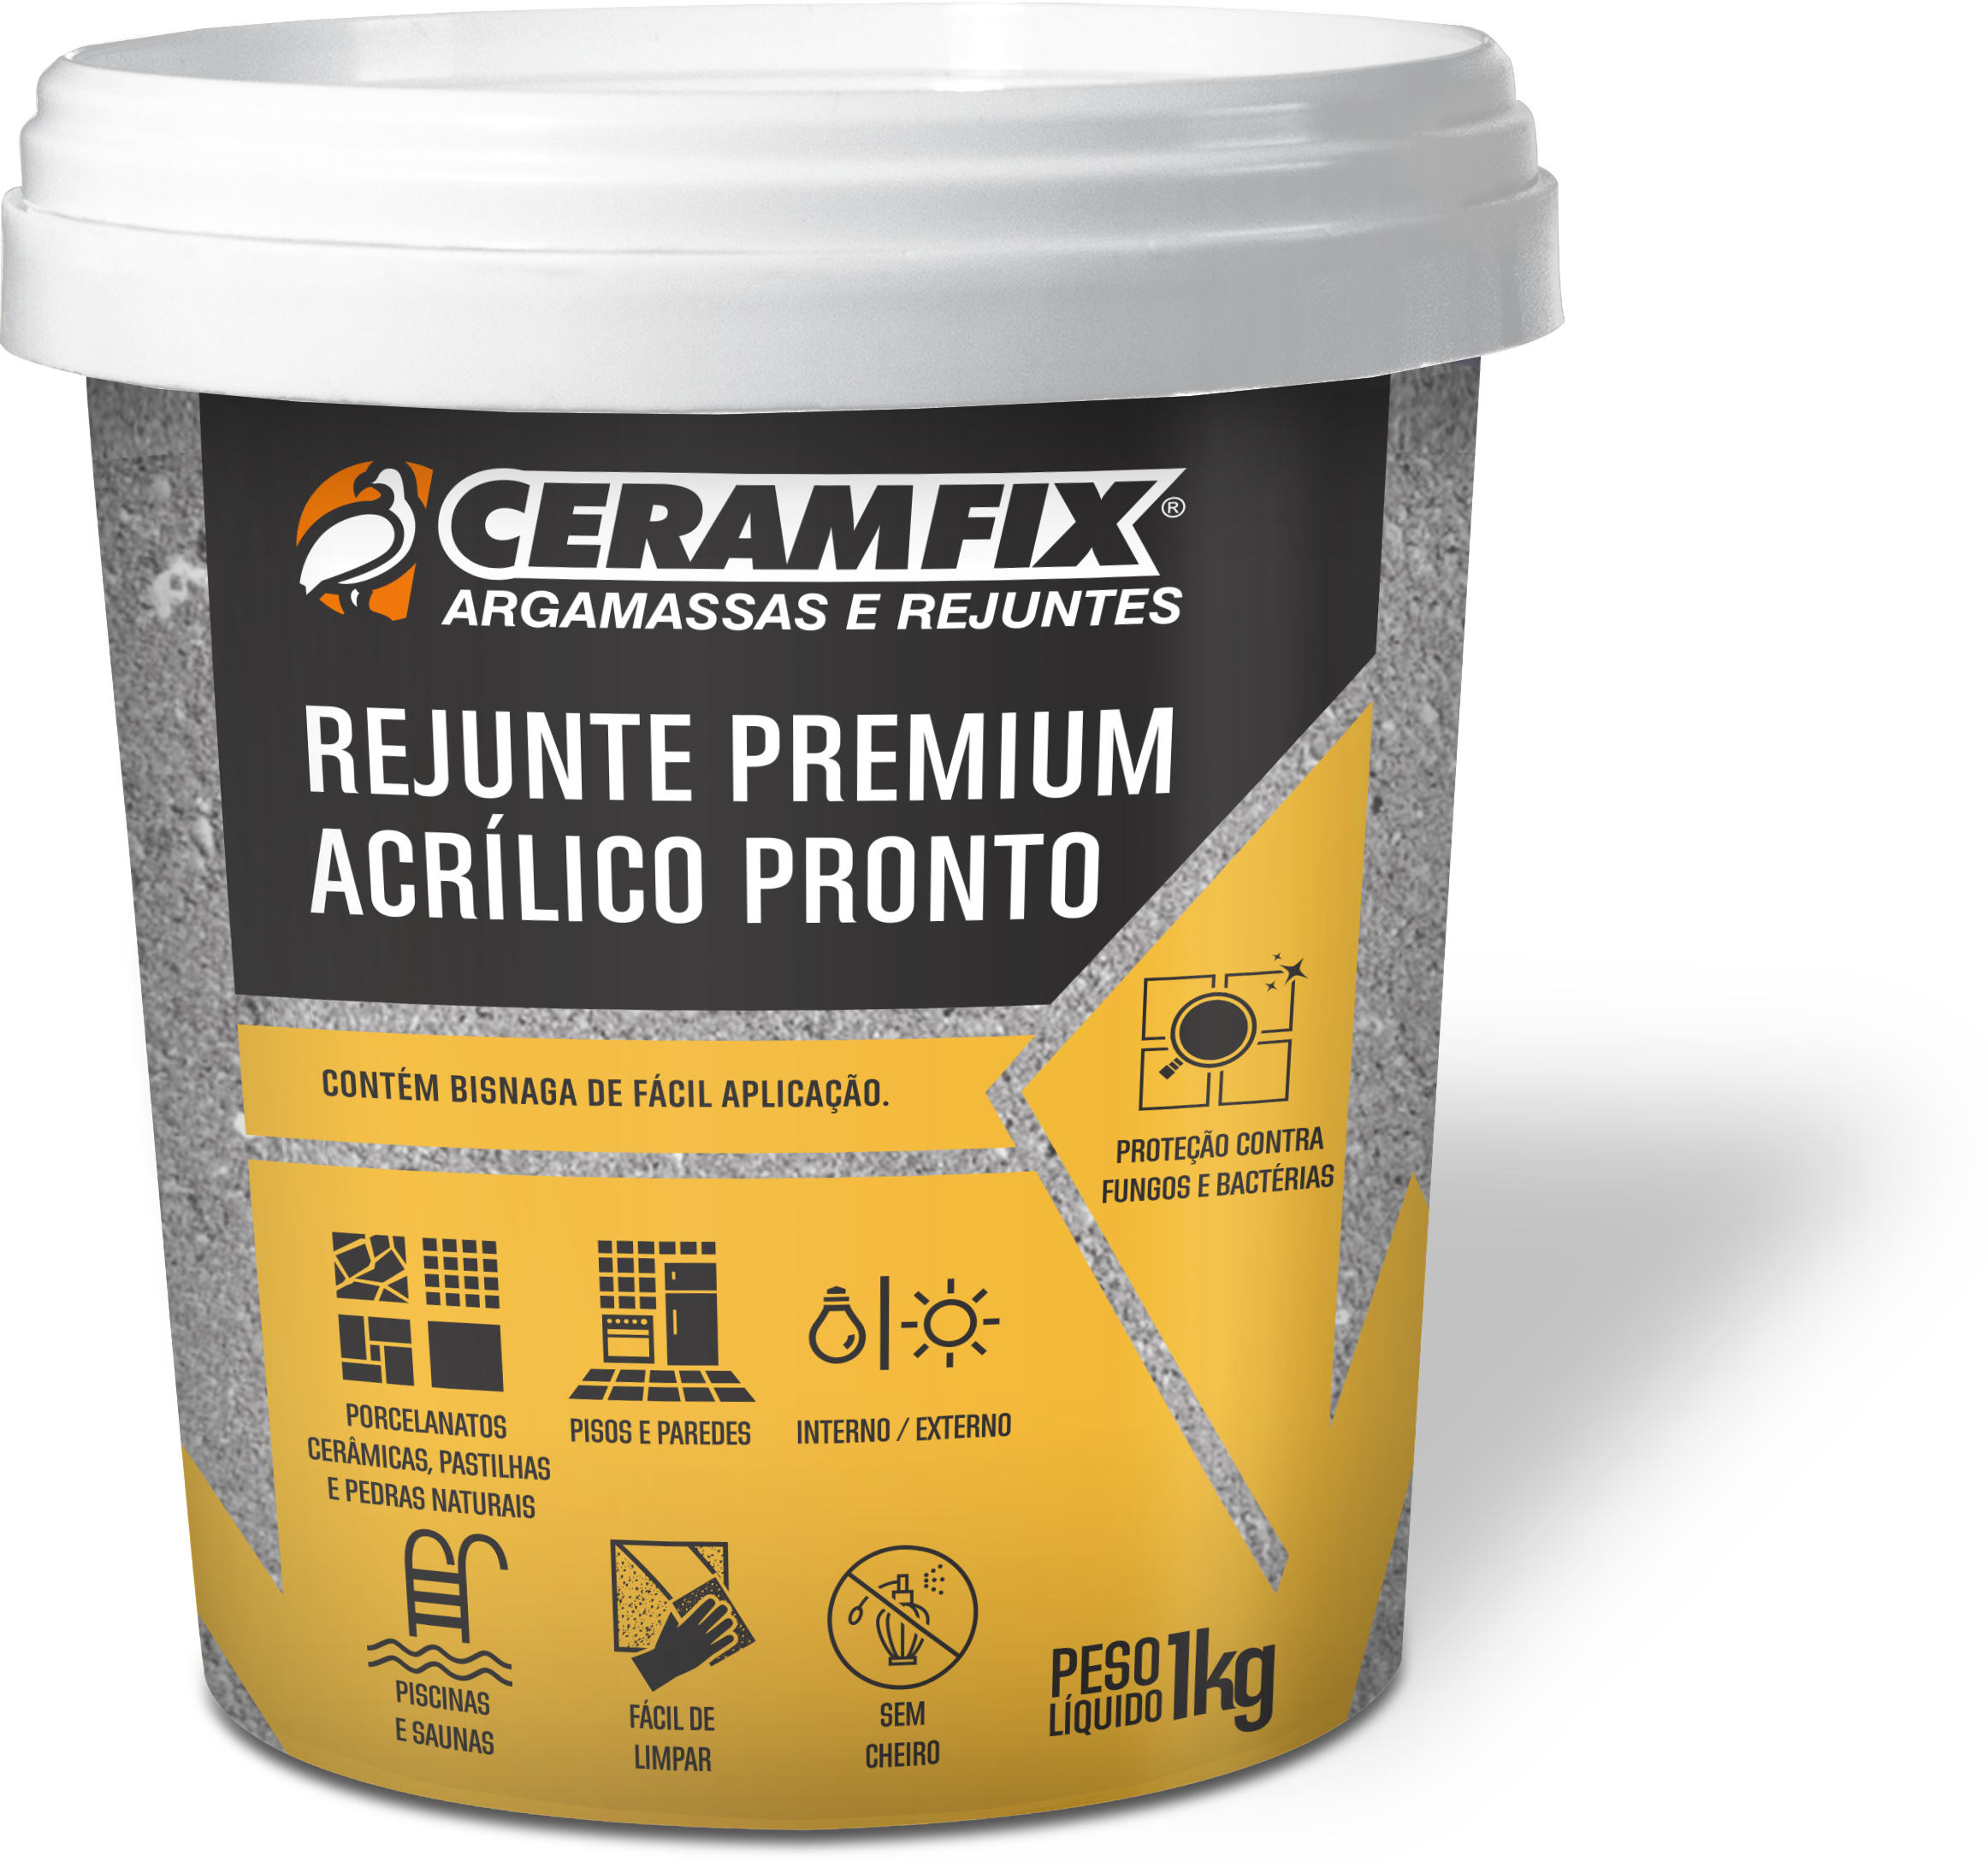 CERAMFIX®
ARGAMASSAS E REJUNTES
REJUNTE PREMIUM
ACRÍLICO PRONTO
CONTÉM BISNAGA DE FÁCIL APLICAÇÃO.
PROTEÇÃO CONTRA
FUNGOS E BACTÉRIAS
PORCELANATOS
CERÂMICAS, PASTILHAS
E PEDRAS NATURAIS
PISOS E PAREDES
INTERNO / EXTERNO
PISCINAS
E SAUNAS
FÁCIL DE
LIMPAR
SEM
CHEIRO
PESO
LÍQUIDO 1kg